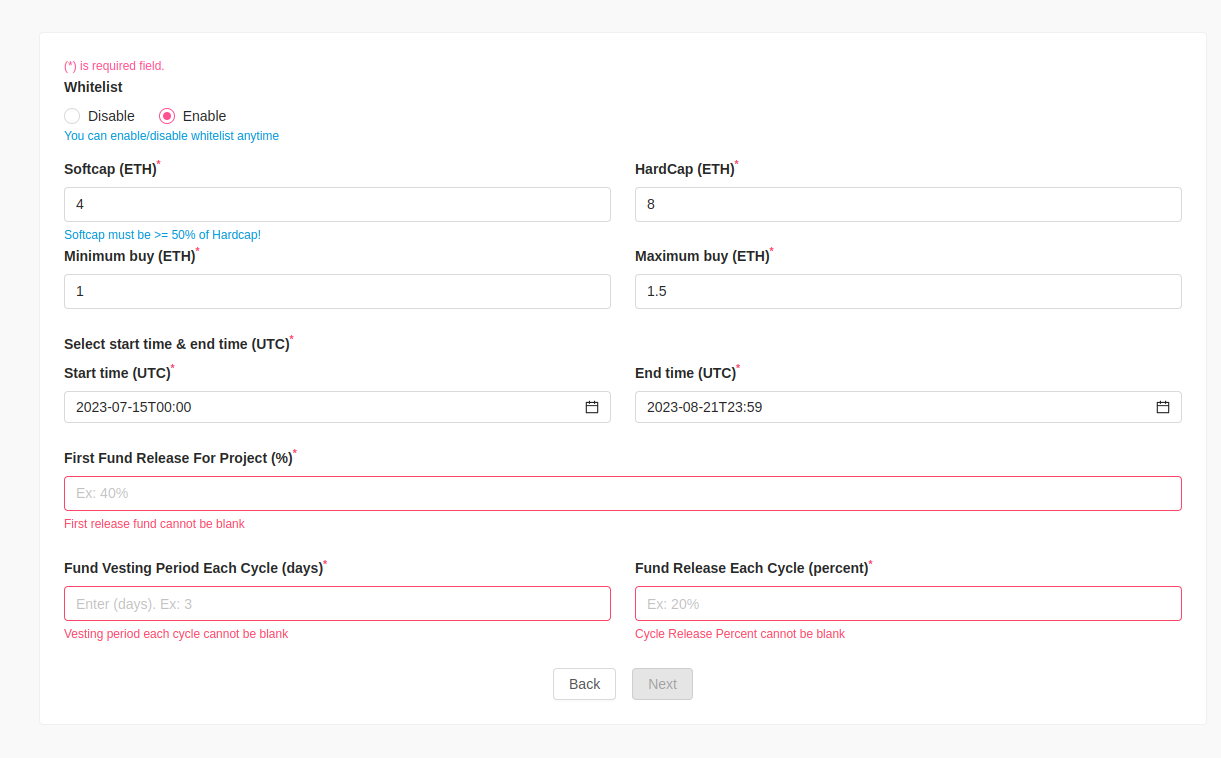 (*) is required field.
Whitelist
Disable Enable
You can enable/disable whitelist anytime
Softcap (ETH)* HardCap (ETH)*
4 8
Softcap must be >= 50% of Hardcap!
Minimum buy (ETH)* Maximum buy (ETH)*
1 1.5
Select start time & end time (UTC)*
Start time (UTC)* End time (UTC)*
2023-07-15T00:00 2023-08-21T23:59
First Fund Release For Project (%)*
Ex: 40%
First release fund cannot be blank
Fund Vesting Period Each Cycle (days)* Fund Release Each Cycle (percent)*
Enter (days). Ex: 3 Ex: 20%
Vesting period each cycle cannot be blank Cycle Release Percent cannot be blank
Back Next